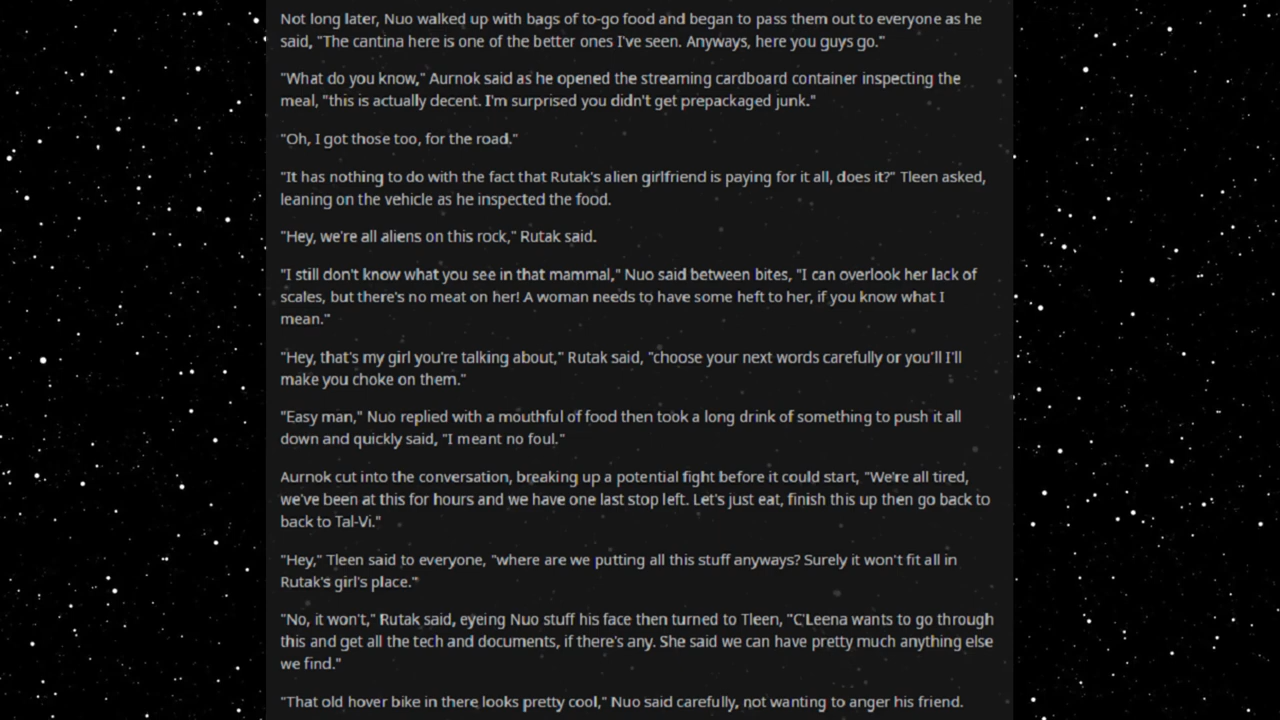 Not long later, Nuo walked up with bags of to-go food and began to pass them out to everyone as he
said, "The cantina here is one of the better ones I've seen. Anyways, here you guys go."
"What do you know," Aurnok said as he opened the streaming cardboard container inspecting the
meal, "this is actually decent. I'm surprised you didn't get prepackaged junk."
"Oh, I got those too, for the road."
"It has nothing to do with the fact that Rutak's alien girlfriend is paying for it all, does it?" Tleen asked,
leaning on the vehicle as he inspected the food.
"Hey, we're all aliens on this rock," Rutak said.
"I still don't know what you see in that mammal," Nuo said between bites, "I can overlook her lack of
scales, but there's no meat on her! A woman needs to have some heft to her, if you know what I
mean."
"Hey, that's my girl you're talking about," Rutak said, "choose your next words carefully or you'll I'll
make you choke on them."
"Easy man," Nuo replied with a mouthful of food then took a long drink of something to push it all
down and quickly said, "I meant no foul."
Aurnok cut into the conversation, breaking up a potential fight before it could start, "We're all tired,
we've been at this for hours and we have one last stop left. Let's just eat, finish this up then go back to
back to Tal-Vi."
"Hey," Tleen said to everyone, "where are we putting all this stuff anyways? Surely it won't fit all in
Rutak's girl's place."
"No, it won't," Rutak said, eyeing Nuo stuff his face then turned to Tleen, "C'Leena wants to go through
this and get all the tech and documents, if there's any. She said we can have pretty much anything else
we find."
"That old hover bike in there looks pretty cool," Nuo said carefully, not wanting to anger his friend.